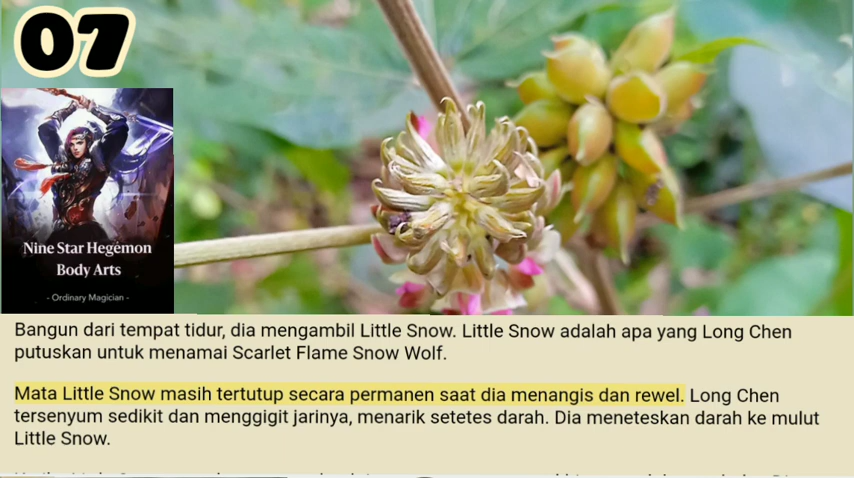 07
Nine Star Hegemon
Body Arts
- Ordinary Magician -
Bangun dari tempat tidur, dia mengambil Little Snow. Little Snow adalah apa yang Long Chen
putuskan untuk menamai Scarlet Flame Snow Wolf.
Mata Little Snow masih tertutup secara permanen saat dia menangis dan rewel. Long Chen
tersenyum sedikit dan menggigit jarinya, menarik setetes darah. Dia meneteskan darah ke mulut
Little Snow.